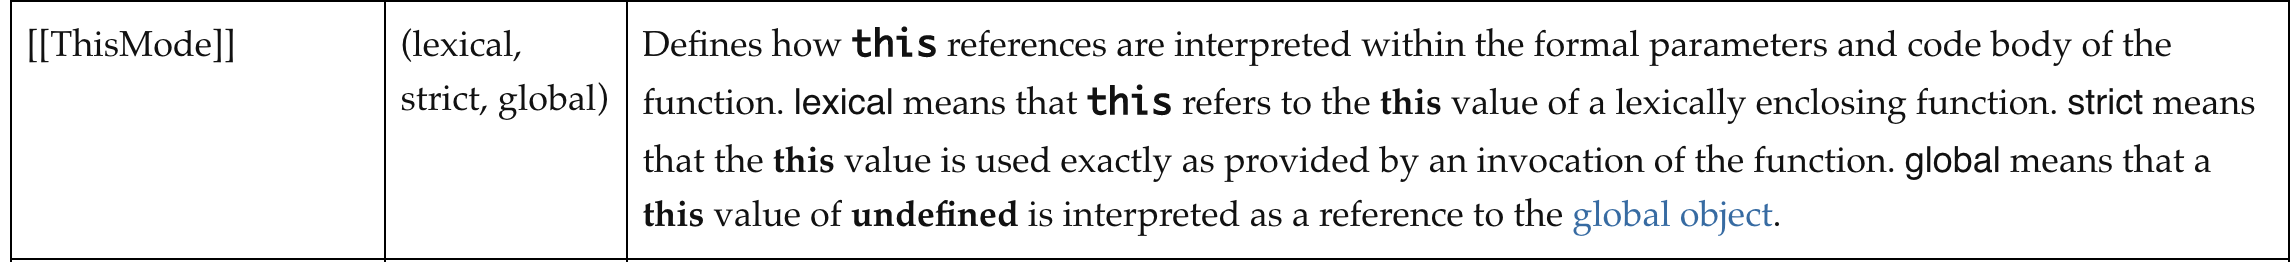 [[ThisMode]]
(lexical,
strict, global)
Defines how this references are interpreted within the formal parameters and code body of the
function. lexical means that this refers to the this value of a lexically enclosing function. strict means
that the this value is used exactly as provided by an invocation of the function. global means that a
this value of undefined is interpreted as a reference to the global object.